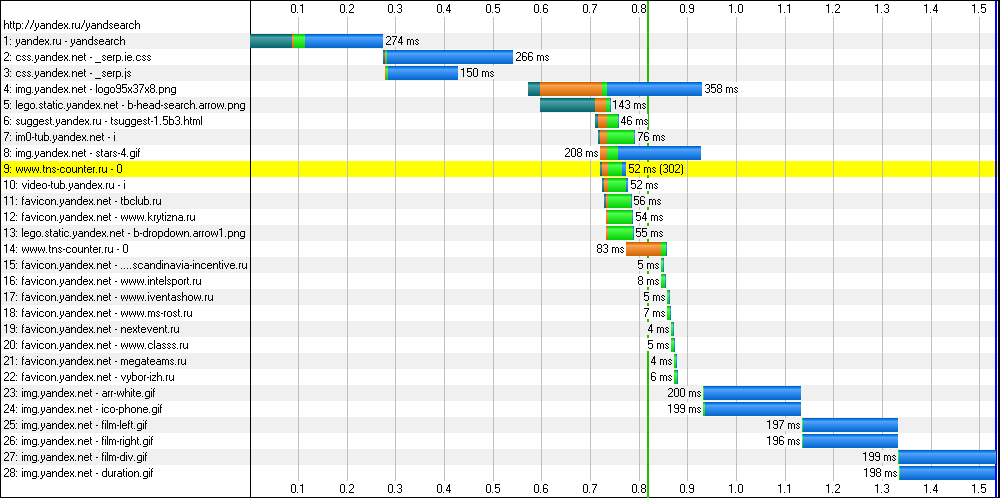 0.1 0.2 0.3 0.4 0.5 0.6 0.7 0.8 0.9 1.0 1.1 1.2 1.3 1.4 1.5
http://yandex.ru/yandsearch
1: yandex.ru - yandsearch 274 ms
2: css.yandex.net - _serp.ie.css 266 ms
3: css.yandex.net - _serp.js 150 ms
4: img.yandex.net - logo95x37x8.png 358 ms
5: lego.static.yandex.net - b-head-search.arrow.png 143 ms
6: suggest.yandex.ru - tsuggest-1.5b3.html 46 ms
7: im0-tub.yandex.net - i 76 ms
8: img.yandex.net - stars-4.gif 208 ms
9: www.tns-counter.ru - 0 52 ms (302)
10: video-tub.yandex.ru - i 52 ms
11: favicon.yandex.net - tbclub.ru 56 ms
12: favicon.yandex.net - www.krytizna.ru 54 ms
13: lego.static.yandex.net - b-dropdown.arrow1.png 55 ms
14: www.tns-counter.ru - 0 83 ms
15: favicon.yandex.net - ....scandinavia-incentive.ru 5 ms
16: favicon.yandex.net - www.intelsport.ru 8 ms
17: favicon.yandex.net - www.iventashow.ru 5 ms
18: favicon.yandex.net - www.ms-rost.ru 7 ms
19: favicon.yandex.net - nextevent.ru 4 ms
20: favicon.yandex.net - www.classs.ru 5 ms
21: favicon.yandex.net - megateams.ru 4 ms
22: favicon.yandex.net - vybor-izh.ru 6 ms
23: img.yandex.net - arr-white.gif 200 ms
24: img.yandex.net - ico-phone.gif 199 ms
25: img.yandex.net - film-left.gif 197 ms
26: img.yandex.net - film-right.gif 196 ms
27: img.yandex.net - film-div.gif 199 ms
28: img.yandex.net - duration.gif 198 ms
0.1 0.2 0.3 0.4 0.5 0.6 0.7 0.8 0.9 1.0 1.1 1.2 1.3 1.4 1.5